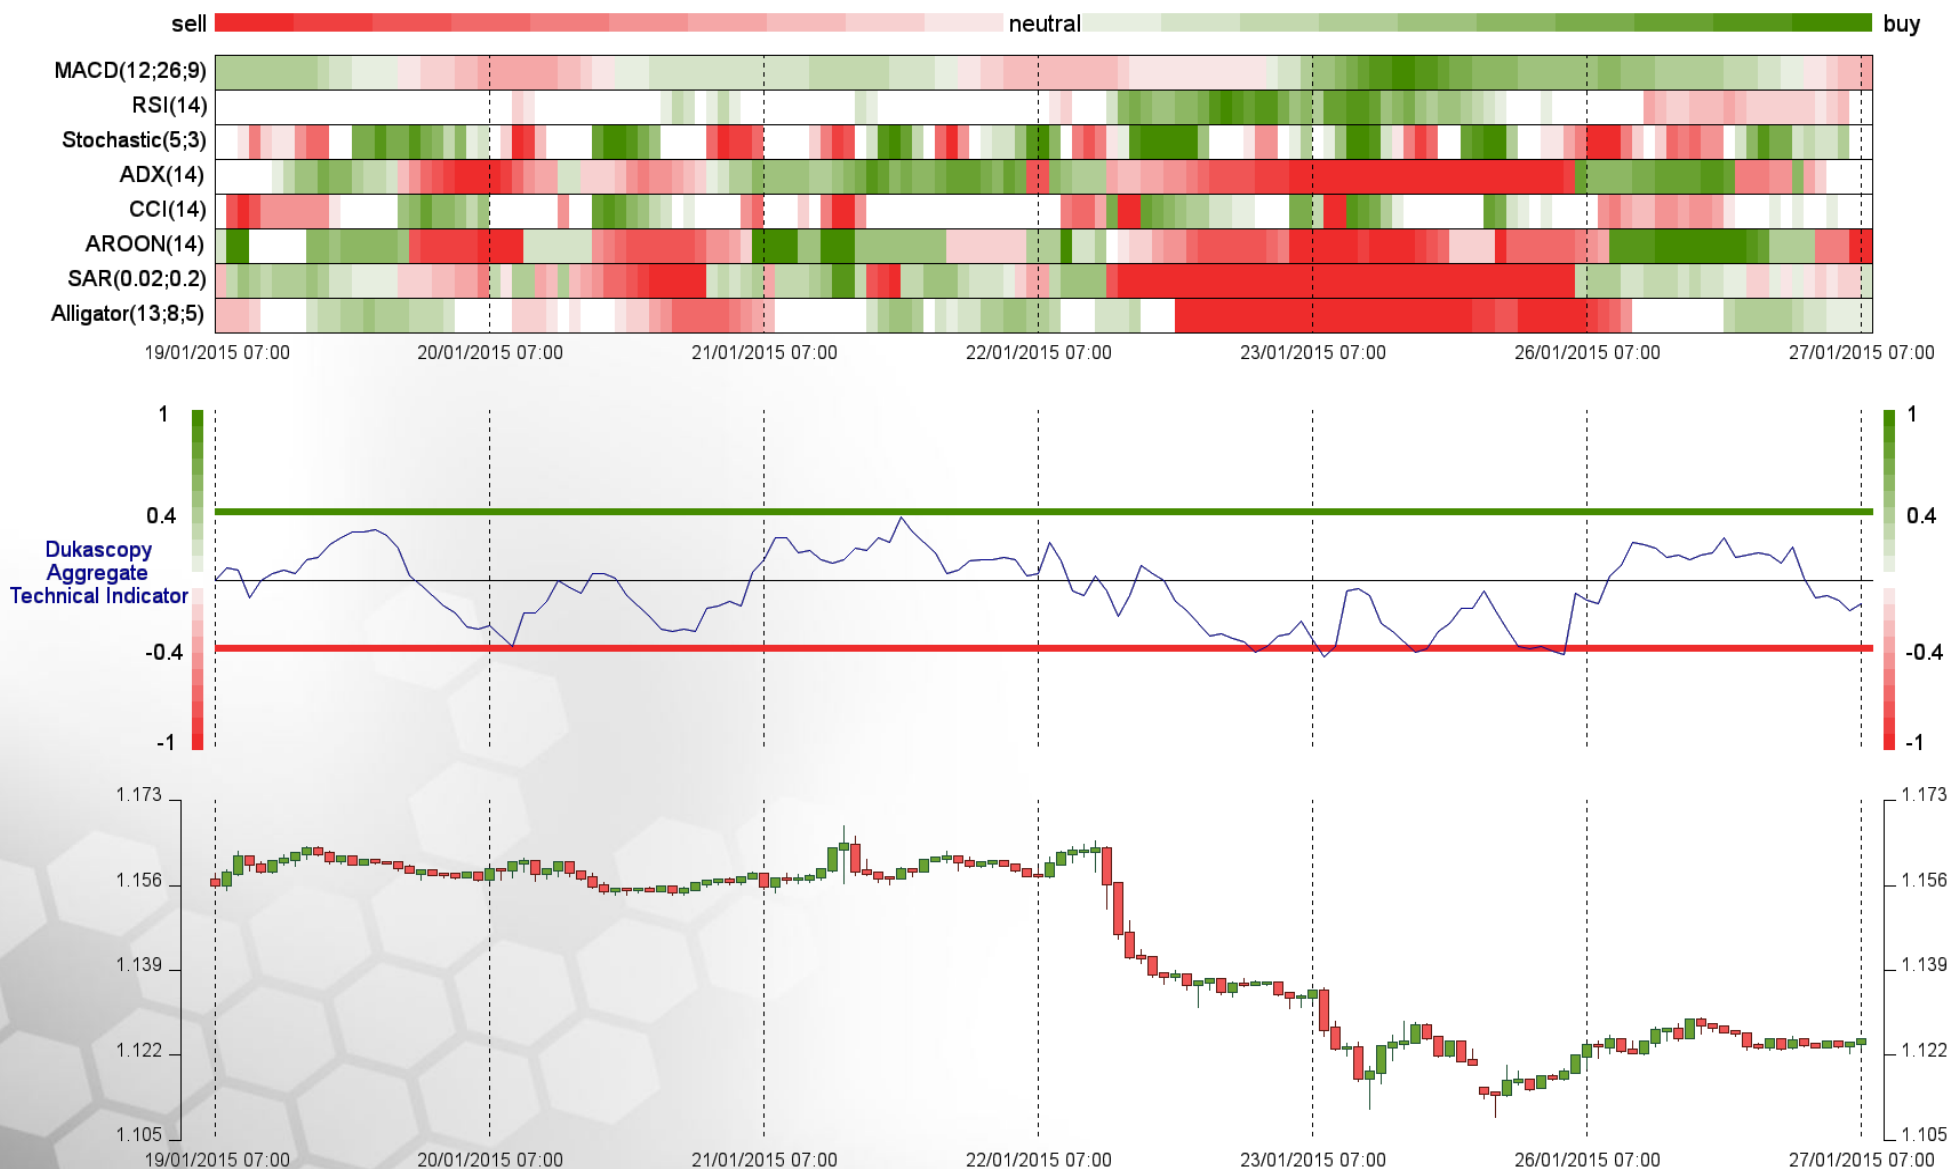 sell neutral buy
MACD(12;26;9)
RSI(14)
Stochastic(5;3)
ADX(14)
CCI(14)
AROON(14)
SAR(0.02;0.2)
Alligator(13;8;5)
19/01/2015 07:00 20/01/2015 07:00 21/01/2015 07:00 22/01/2015 07:00 23/01/2015 07:00 26/01/2015 07:00 27/01/2015 07:00
1 1
0.4 0.4
Dukascopy
Aggregate
Technical Indicator
-0.4 -0.4
-1 -1
1.173 1.173
1.156 1.156
1.139 1.139
1.122 1.122
1.105 1.105
19/01/2015 07:00 20/01/2015 07:00 21/01/2015 07:00 22/01/2015 07:00 23/01/2015 07:00 26/01/2015 07:00 27/01/2015 07:00